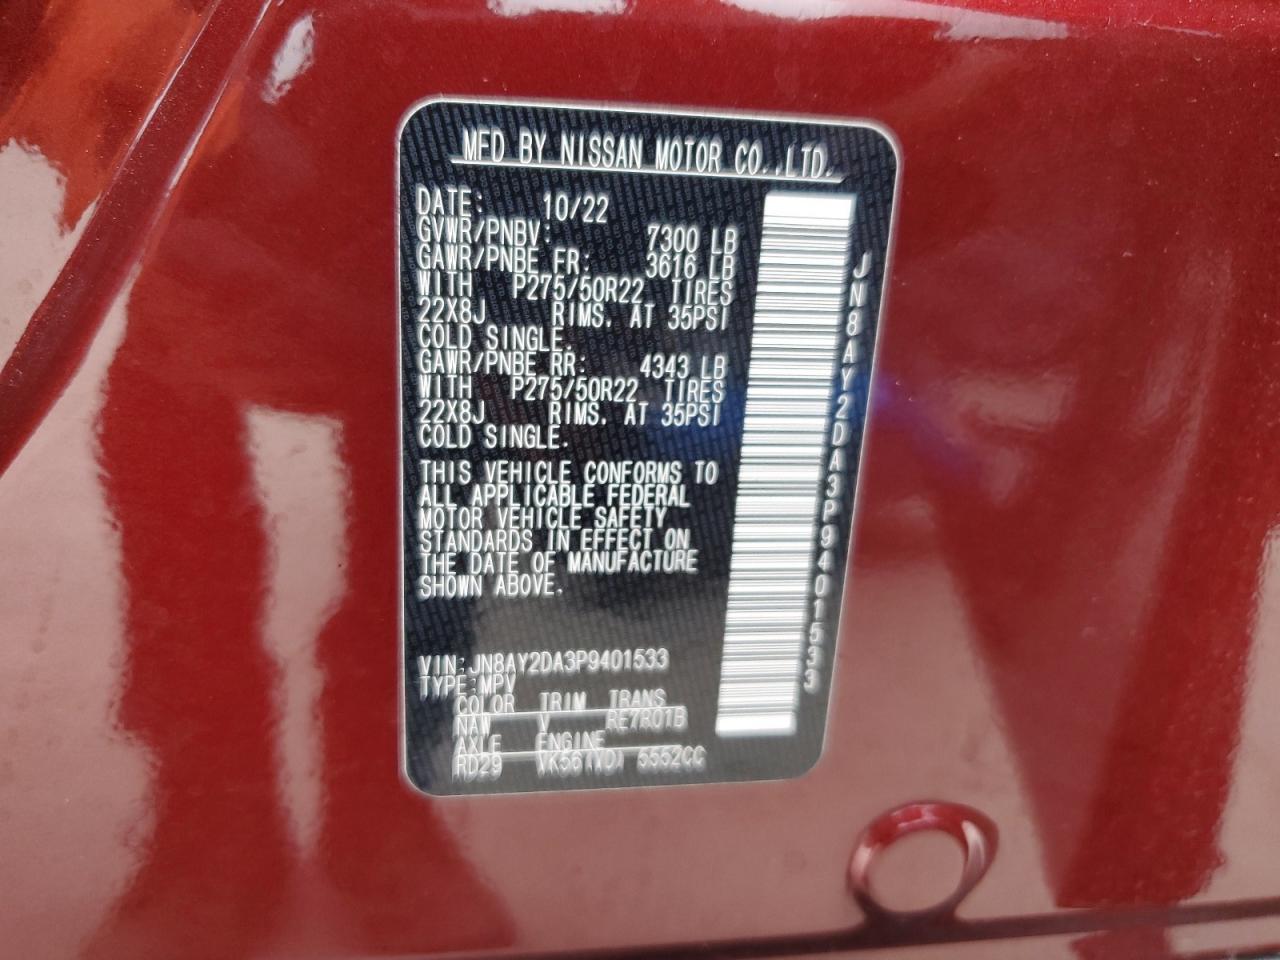 MFD BY NISSAN MOTOR CO.,LTD.
DATE: 10/22
GVWR/PNBV: 7300 LB
GAWR/PNBE FR: 3616 LB
WITH P275/50R22 TIRES
22X8J RIMS. AT 35PSI
COLD SINGLE.
GAWR/PNBE RR: 4343 LB
WITH P275/50R22 TIRES
22X8J RIMS. AT 35PSI
COLD SINGLE.
THIS VEHICLE CONFORMS TO
ALL APPLICABLE FEDERAL
MOTOR VEHICLE SAFETY
STANDARDS IN EFFECT ON
THE DATE OF MANUFACTURE
SHOWN ABOVE.
VIN:JN8AY2DA3P9401533
TYPE:MPV
COLOR TRIM TRANS
NAW V RE7R01B
AXLE ENGINE
RD29 VK56(VD) 5552CC
JN8AY2DA3P9401533